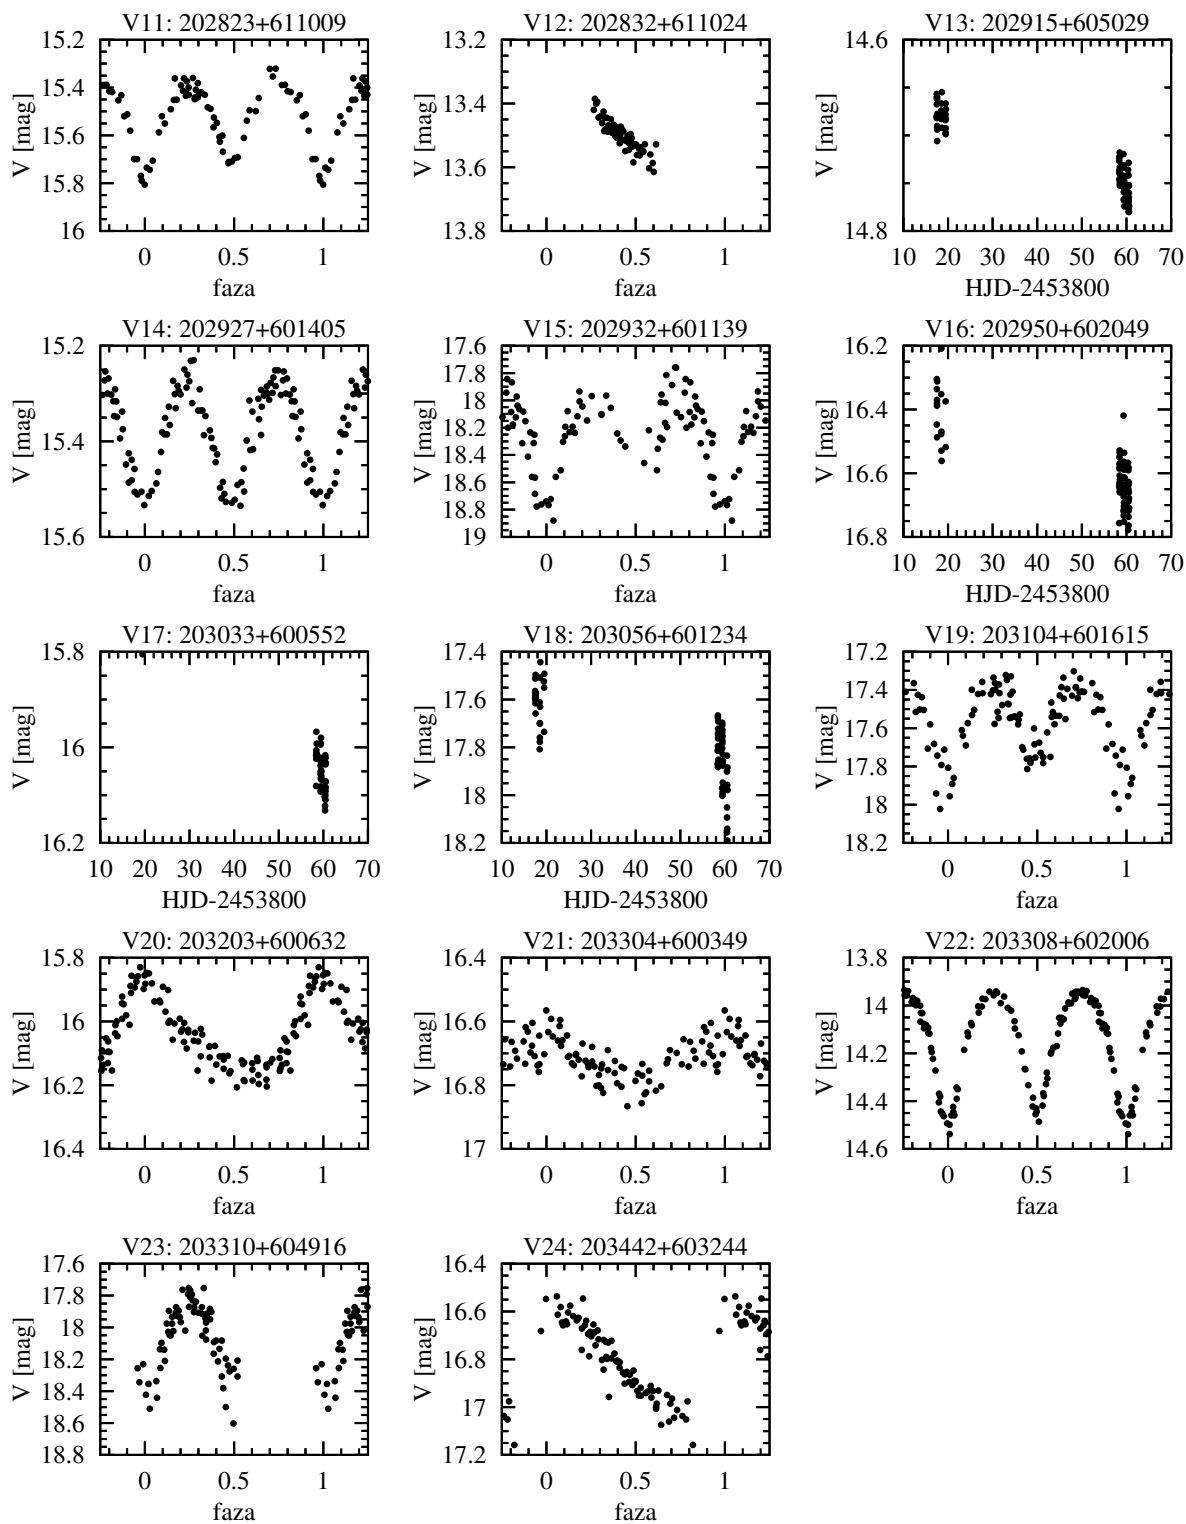 V11: 202823+611009
V12: 202832+611024
V13: 202915+605029
15.2
15.4
15.6
15.8
16
V [mag]
0
0.5
1
faza
13.2
13.4
13.6
13.8
V [mag]
0
0.5
1
faza
14.6
14.8
V [mag]
10 20 30 40 50 60 70
HJD-2453800
V14: 202927+601405
V15: 202932+601139
V16: 202950+602049
15.2
15.4
15.6
V [mag]
0
0.5
1
faza
17.6
17.8
18
18.2
18.4
18.6
18.8
19
V [mag]
0
0.5
1
faza
16.2
16.4
16.6
16.8
V [mag]
10 20 30 40 50 60 70
HJD-2453800
V17: 203033+600552
V18: 203056+601234
V19: 203104+601615
15.8
16
16.2
V [mag]
10 20 30 40 50 60 70
HJD-2453800
17.4
17.6
17.8
18
18.2
V [mag]
10 20 30 40 50 60 70
HJD-2453800
17.2
17.4
17.6
17.8
18
18.2
V [mag]
0
0.5
1
faza
V20: 203203+600632
V21: 203304+600349
V22: 203308+602006
15.8
16
16.2
16.4
V [mag]
0
0.5
1
faza
16.4
16.6
16.8
17
V [mag]
0
0.5
1
faza
13.8
14
14.2
14.4
14.6
V [mag]
0
0.5
1
faza
V23: 203310+604916
V24: 203442+603244
17.6
17.8
18
18.2
18.4
18.6
18.8
V [mag]
0
0.5
1
faza
16.4
16.6
16.8
17
17.2
V [mag]
0
0.5
1
faza